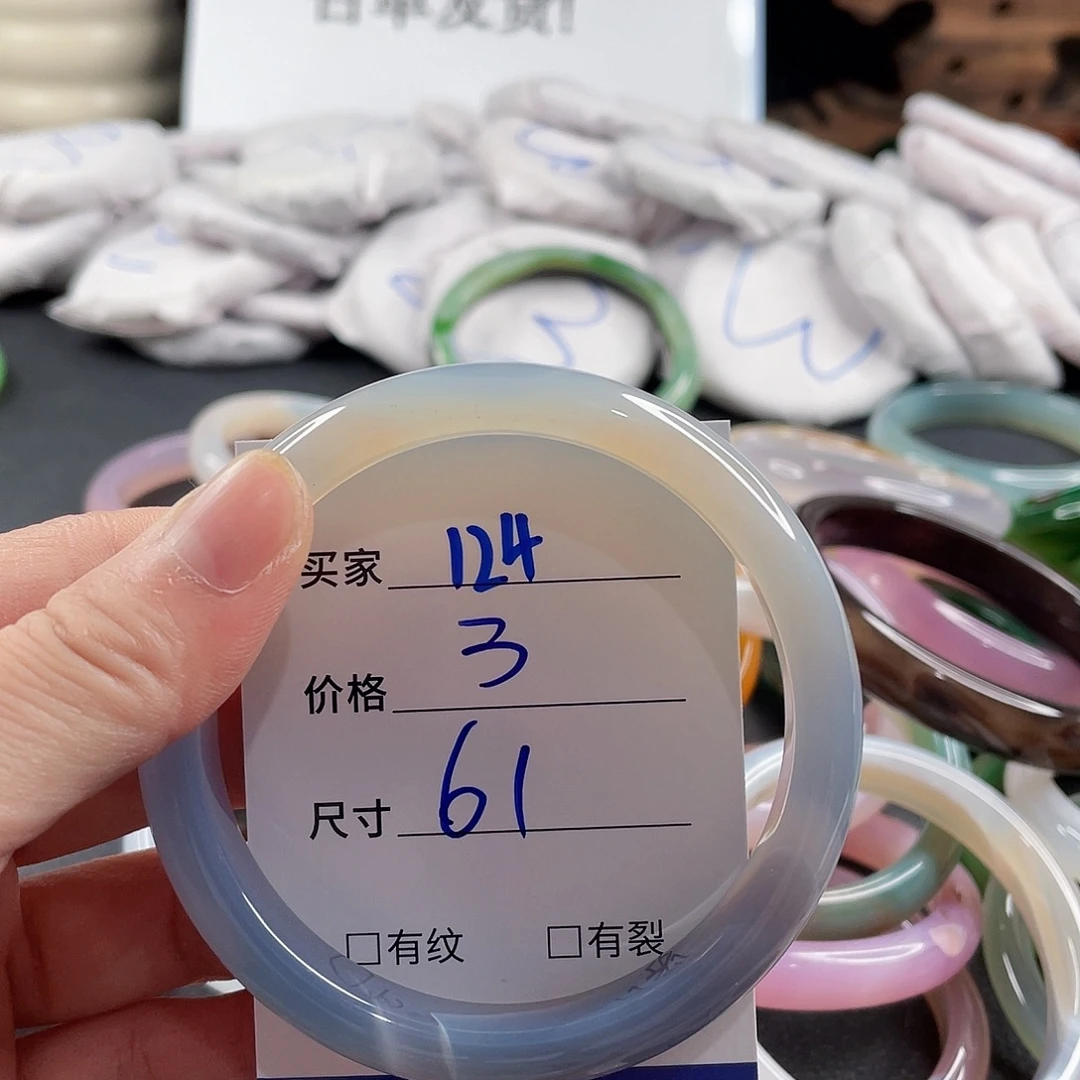 买家 124
价格 3
尺寸 61
□有纹 □有裂